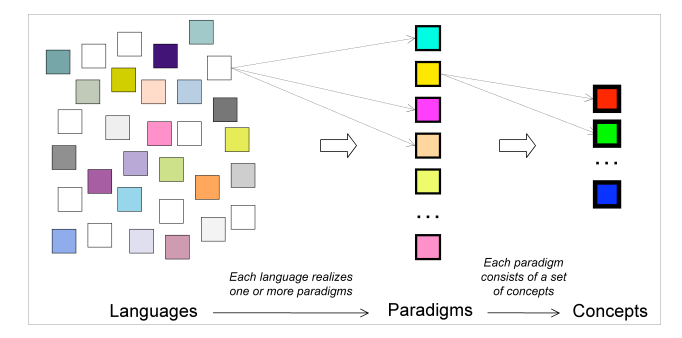 ...
...
Each language realizes
one or more paradigms
Each paradigm
consists of a set
of concepts
Languages
Paradigms
Concepts